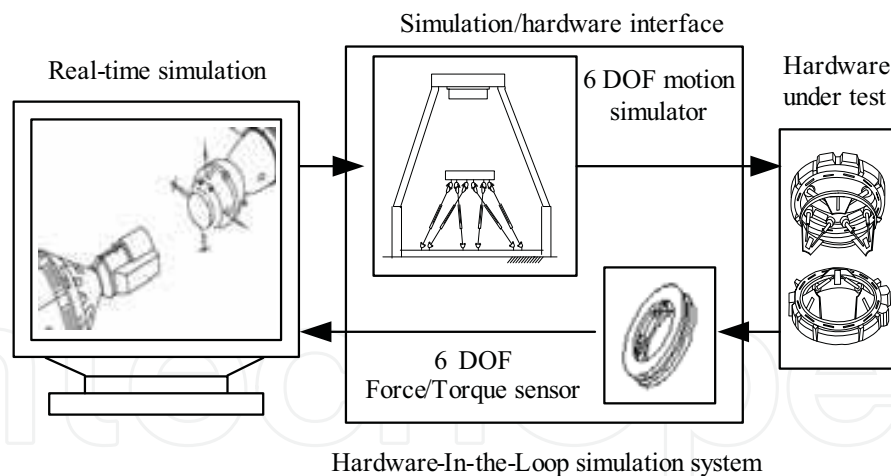 Simulation/hardware interface
Real-time simulation
6 DOF motion
simulator
Hardware
under test
6 DOF
Force/Torque sensor
Hardware-In-the-Loop simulation system